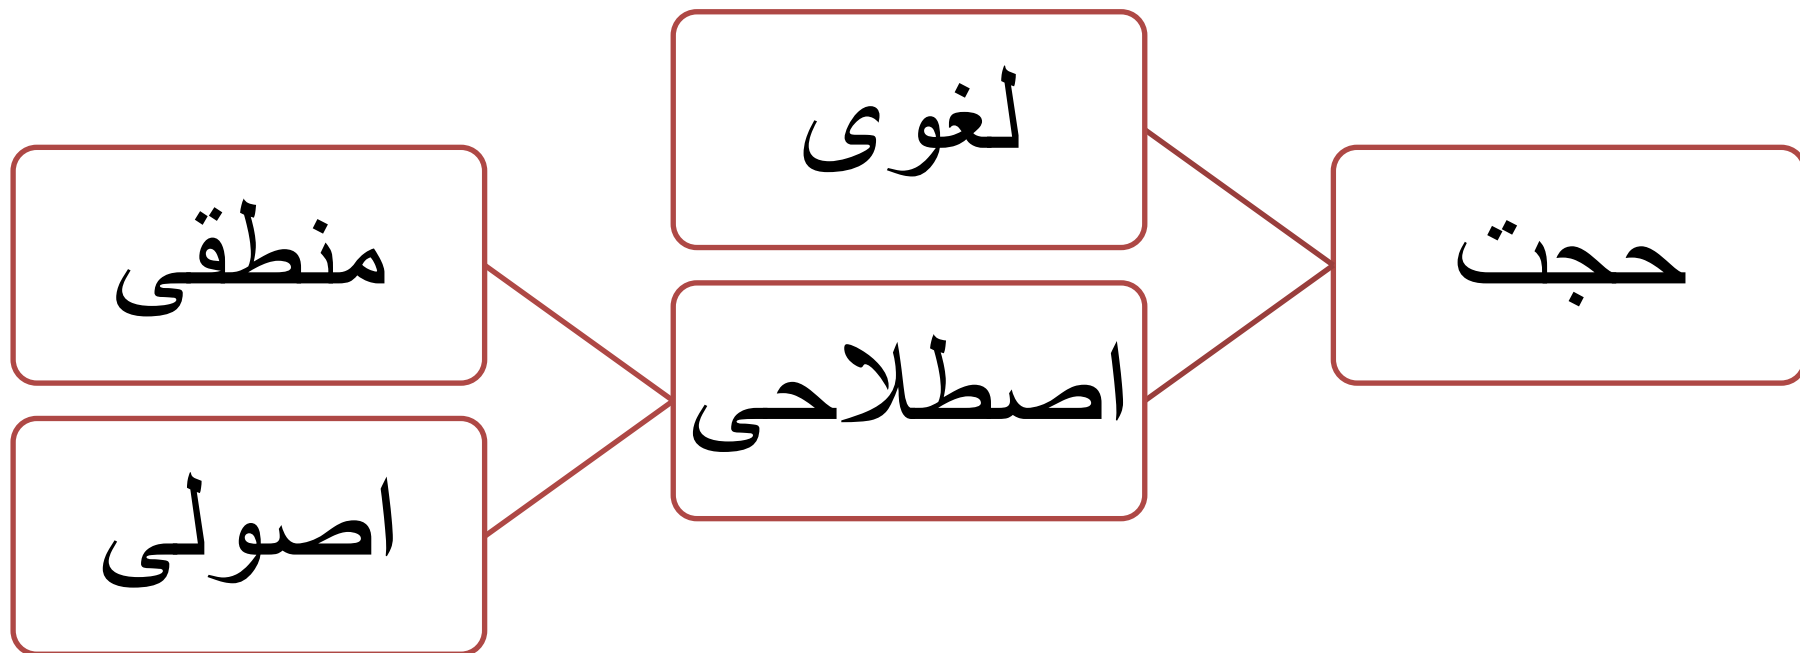 حجت
لغوی
اصطلاحی
منطقی
اصولی